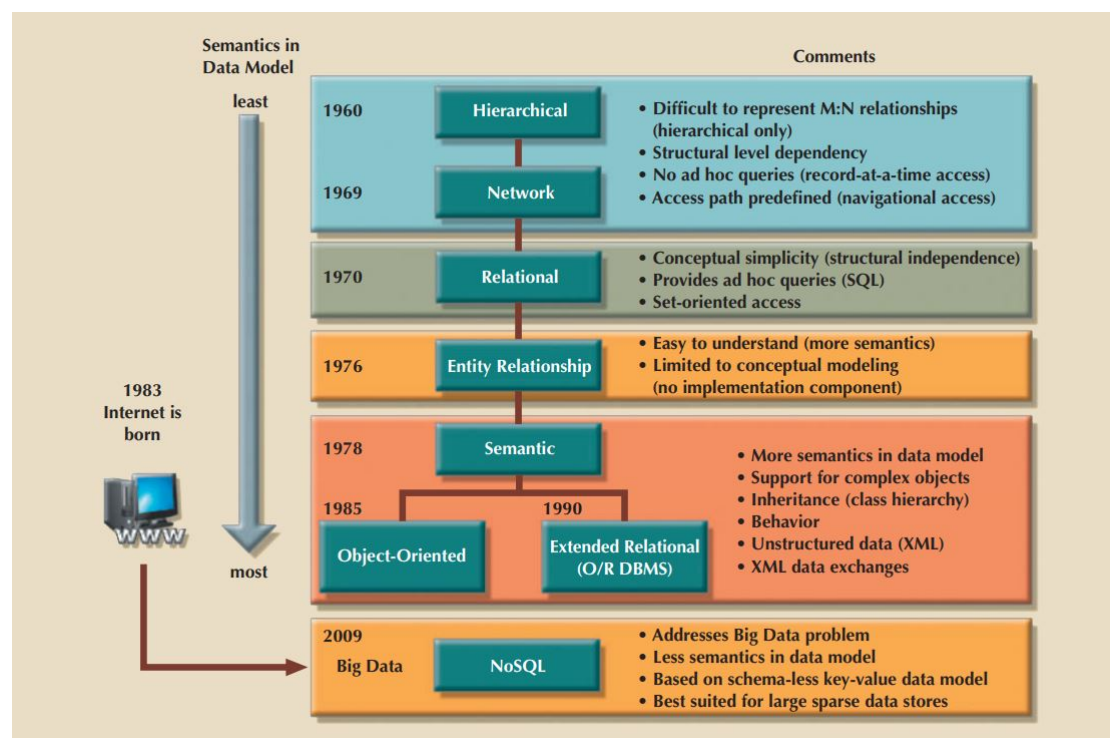 Semantics in
Data Model
Comments
least
1960
Hierarchical
• Difficult to represent M:N relationships
(hierarchical only)
• Structural level dependency
• No ad hoc queries (record-at-a-time access)
• Access path predefined (navigational access)
1969
Network
1970
Relational
• Conceptual simplicity (structural independence)
• Provides ad hoc queries (SQL)
• Set-oriented access
1976
Entity Relationship
• Easy to understand (more semantics)
• Limited to conceptual modeling
(no implementation component)
1983
Internet is
born
WWW
1978
Semantic
1985
1990
Object-Oriented
Extended Relational
(O/R DBMS)
• More semantics in data model
• Support for complex objects
• Inheritance (class hierarchy)
• Behavior
• Unstructured data (XML)
• XML data exchanges
most
2009
Big Data
NoSQL
• Addresses Big Data problem
• Less semantics in data model
• Based on schema-less key-value data model
• Best suited for large sparse data stores